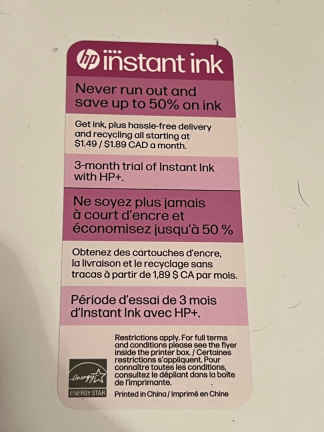 hp instant ink
Never run out and
save up to 50% on ink
Get ink, plus hassle-free delivery
and recycling all starting at
$1.49 / $1.89 CAD a month.
3-month trial of Instant Ink
with HP+.
Ne soyez plus jamais
à court d'encre et
économisez jusqu'à 50 %
Obtenez des cartouches d'encre,
la livraison et le recyclage sans
tracas à partir de 1,89 $ CA par mois.
Période d'essai de 3 mois
d'Instant Ink avec HP+.
Restrictions apply. For full terms
and conditions please see the flyer
inside the printer box. / Certaines
restrictions s'appliquent. Pour
connaître toutes les conditions,
consultez le dépliant dans la boîte
de l'imprimante.
energy
ENERGY STAR
Printed in China / Imprimé en Chine